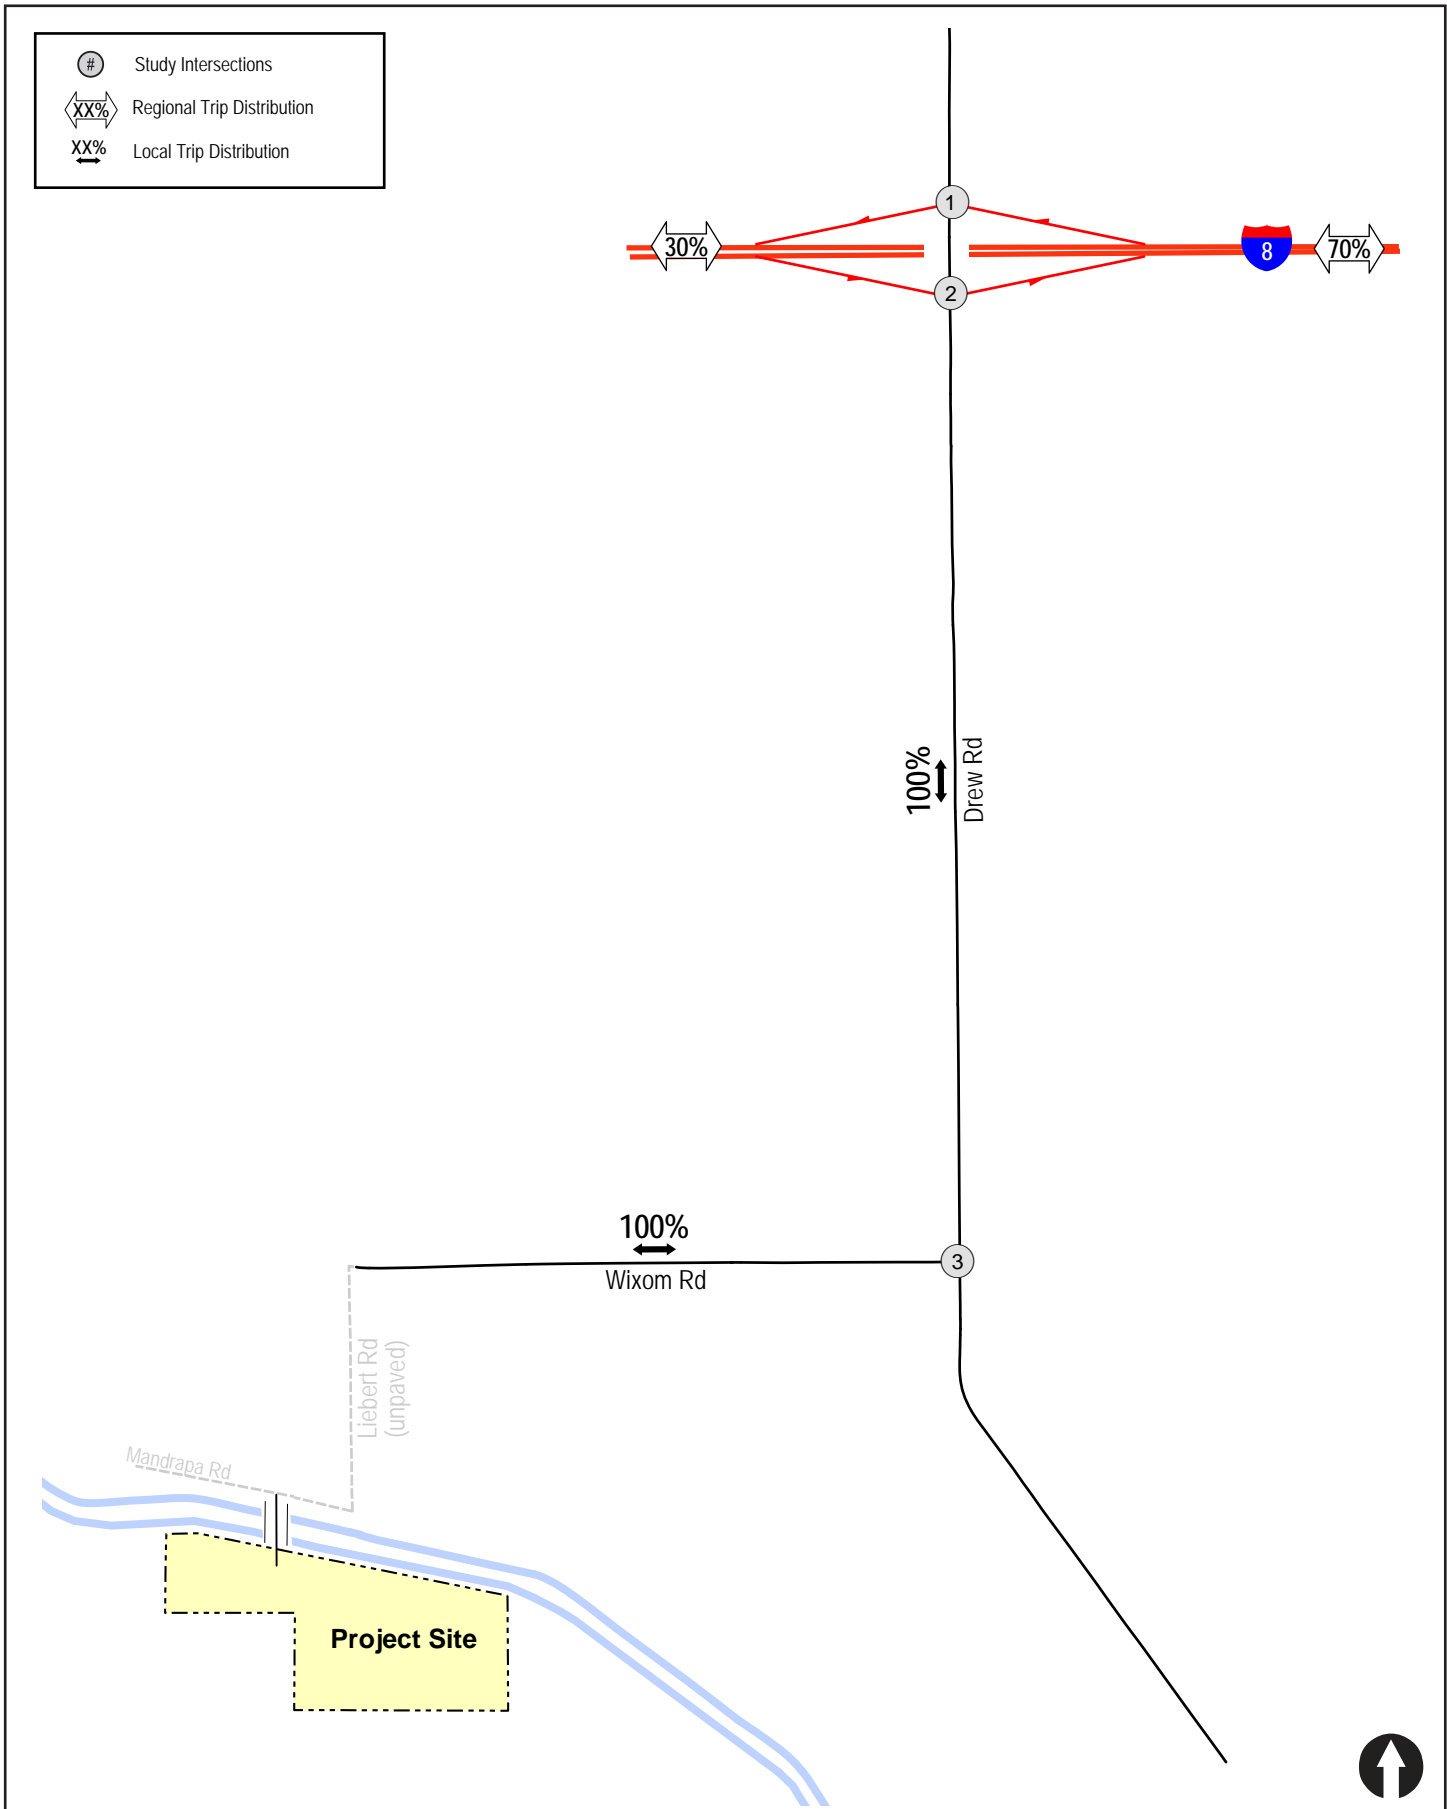 # Study Intersections
XX% Regional Trip Distribution
XX% Local Trip Distribution
1
30%
8
70%
2
100%
Drew Rd
100%
3
Wixom Rd
Liebert Rd
(unpaved)
Mandrapa Rd
Project Site